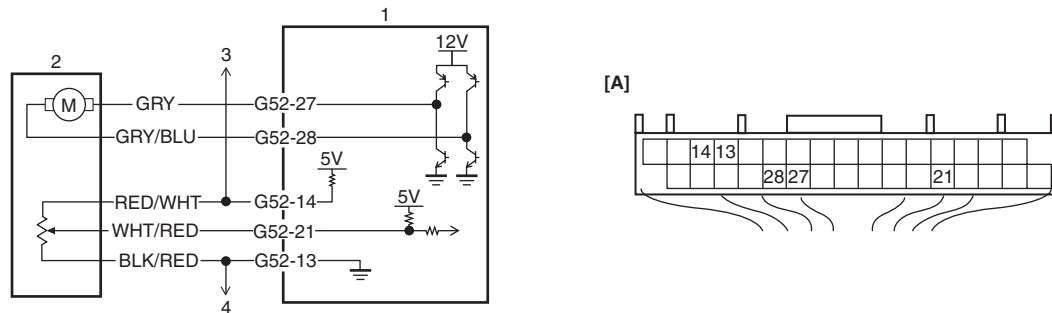 1
12V
2
3
M
GRY
G52-27
GRY/BLU
G52-28
5V
RED/WHT
G52-14
5V
WHT/RED
G52-21
BLK/RED
G52-13
4
[A]
14 13
28 27 21